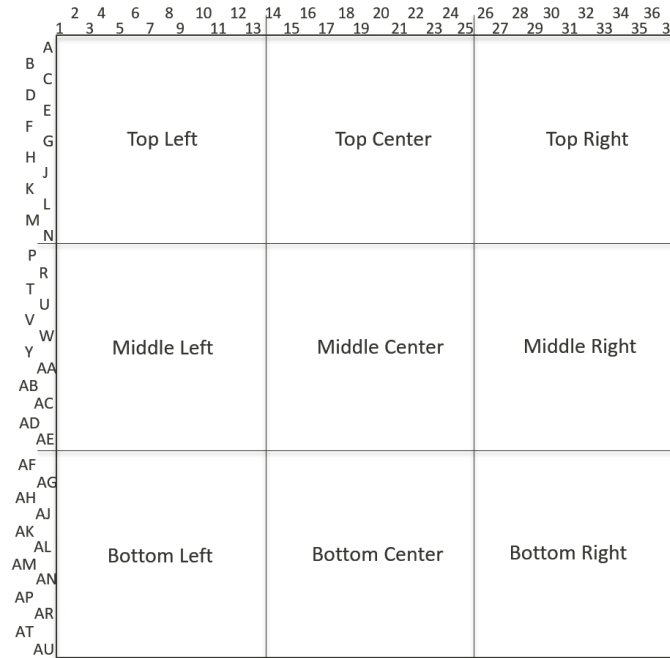 2 4 6 8 10 12 14 16 18 20 22 24 26 28 30 32 34 36
1 3 5 7 9 11 13 15 17 19 21 23 25 27 29 31 33 35
A
B
C
D
E
F
G
Top Left Top Center Top Right
H
J
K
L
M
N
P
R
T
U
V
W
Middle Left Middle Center Middle Right
Y
AA
AB
AC
AD
AE
AF
AG
AH
AJ
AK
AL
Bottom Left Bottom Center Bottom Right
AM
AN
AP
AR
AT
AU